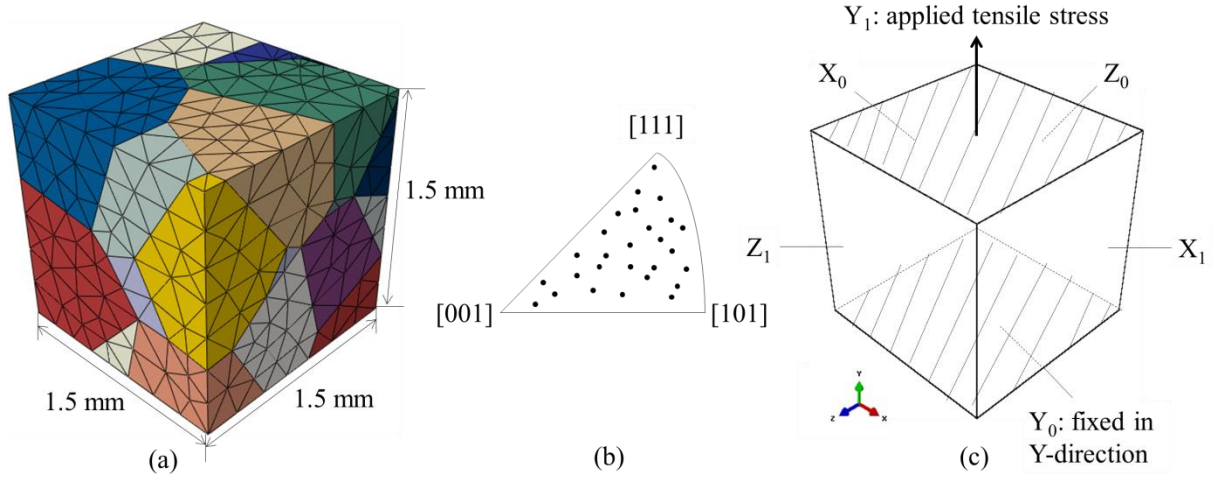 1.5 mm
1.5 mm
1.5 mm
(a)
[111]
[001]
[101]
(b)
Y₁: applied tensile stress
X₀
Z₀
Z₁
X₁
Y
Z
X
Y₀: fixed in
Y-direction
(c)